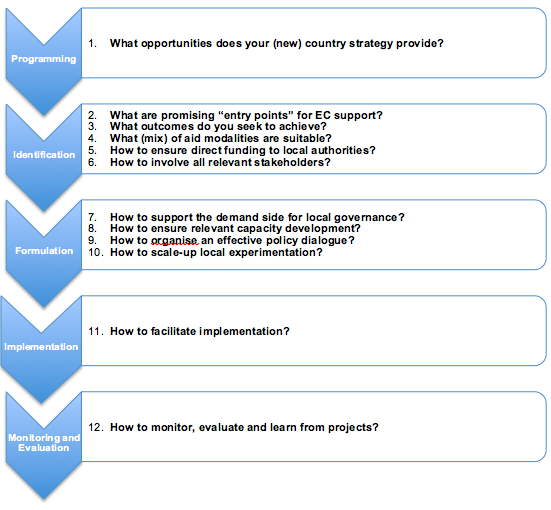 Programming
1. What opportunities does your (new) country strategy provide?
Identification
2. What are promising “entry points” for EC support?
3. What outcomes do you seek to achieve?
4. What (mix) of aid modalities are suitable?
5. How to ensure direct funding to local authorities?
6. How to involve all relevant stakeholders?
Formulation
7. How to support the demand side for local governance?
8. How to ensure relevant capacity development?
9. How to organise an effective policy dialogue?
10. How to scale-up local experimentation?
Implementation
11. How to facilitate implementation?
Monitoring and
Evaluation
12. How to monitor, evaluate and learn from projects?